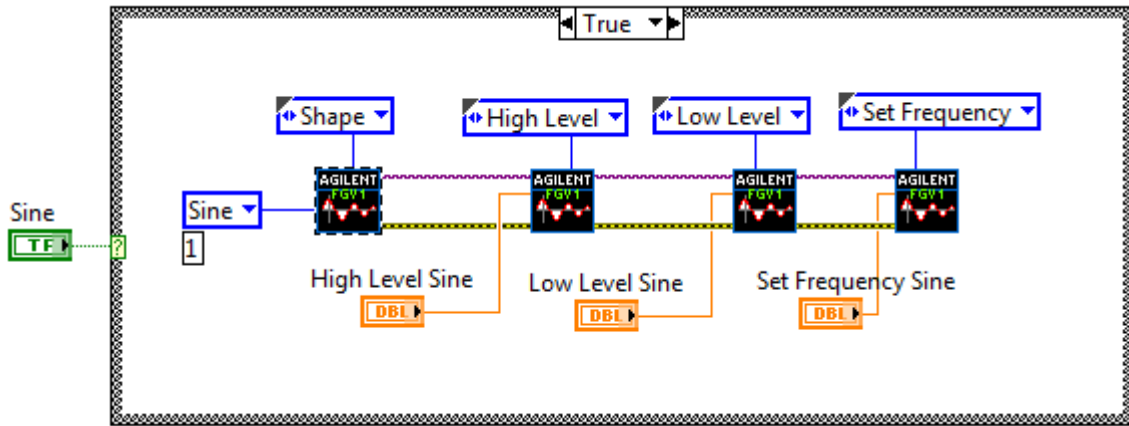 True
Shape
High Level
Low Level
Set Frequency
AGILENT
FGV1
AGILENT
FGV1
AGILENT
FGV1
AGILENT
FGV1
Sine
1
Sine
TF
?
High Level Sine
DBL
Low Level Sine
DBL
Set Frequency Sine
DBL